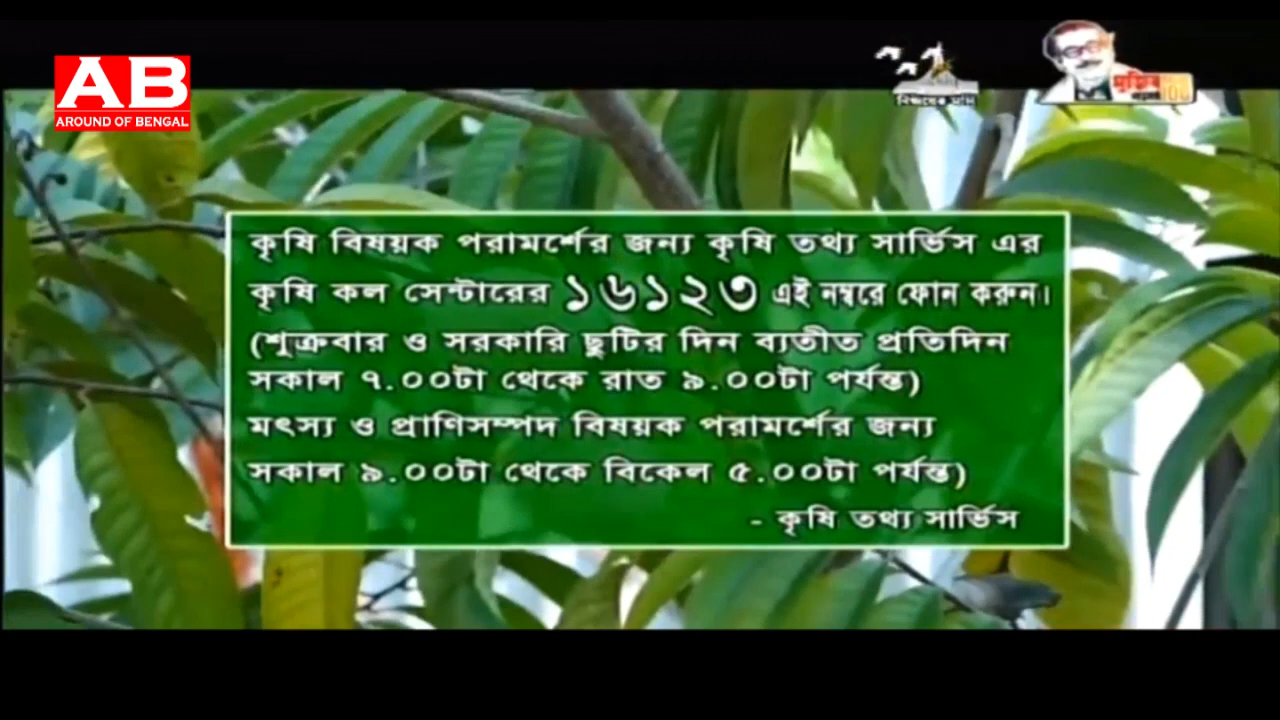 AB
AROUND OF BENGAL
বিজয়ের মাস
মুজিব
১০০
কৃষি বিষয়ক পরামর্শের জন্য কৃষি তথ্য সার্ভিস এর
কৃষি কল সেন্টারের ১৬১২৩ এই নম্বরে ফোন করুন।
(শুক্রবার ও সরকারি ছুটির দিন ব্যতীত প্রতিদিন
সকাল ৭.০০টা থেকে রাত ৯.০০টা পর্যন্ত)
মৎস্য ও প্রাণিসম্পদ বিষয়ক পরামর্শের জন্য
সকাল ৯.০০টা থেকে বিকেল ৫.০০টা পর্যন্ত)
- কৃষি তথ্য সার্ভিস